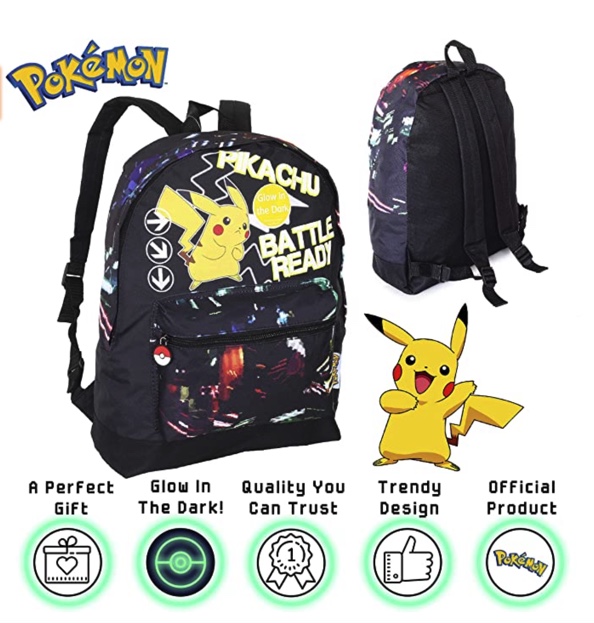 POKéMON
PIKACHU
Glow In
the Dark
BATTLE
READY
A Perfect
Gift
Glow In
The Dark!
Quality You
Can Trust
1
Trendy
Design
Official
Product
POKéMON